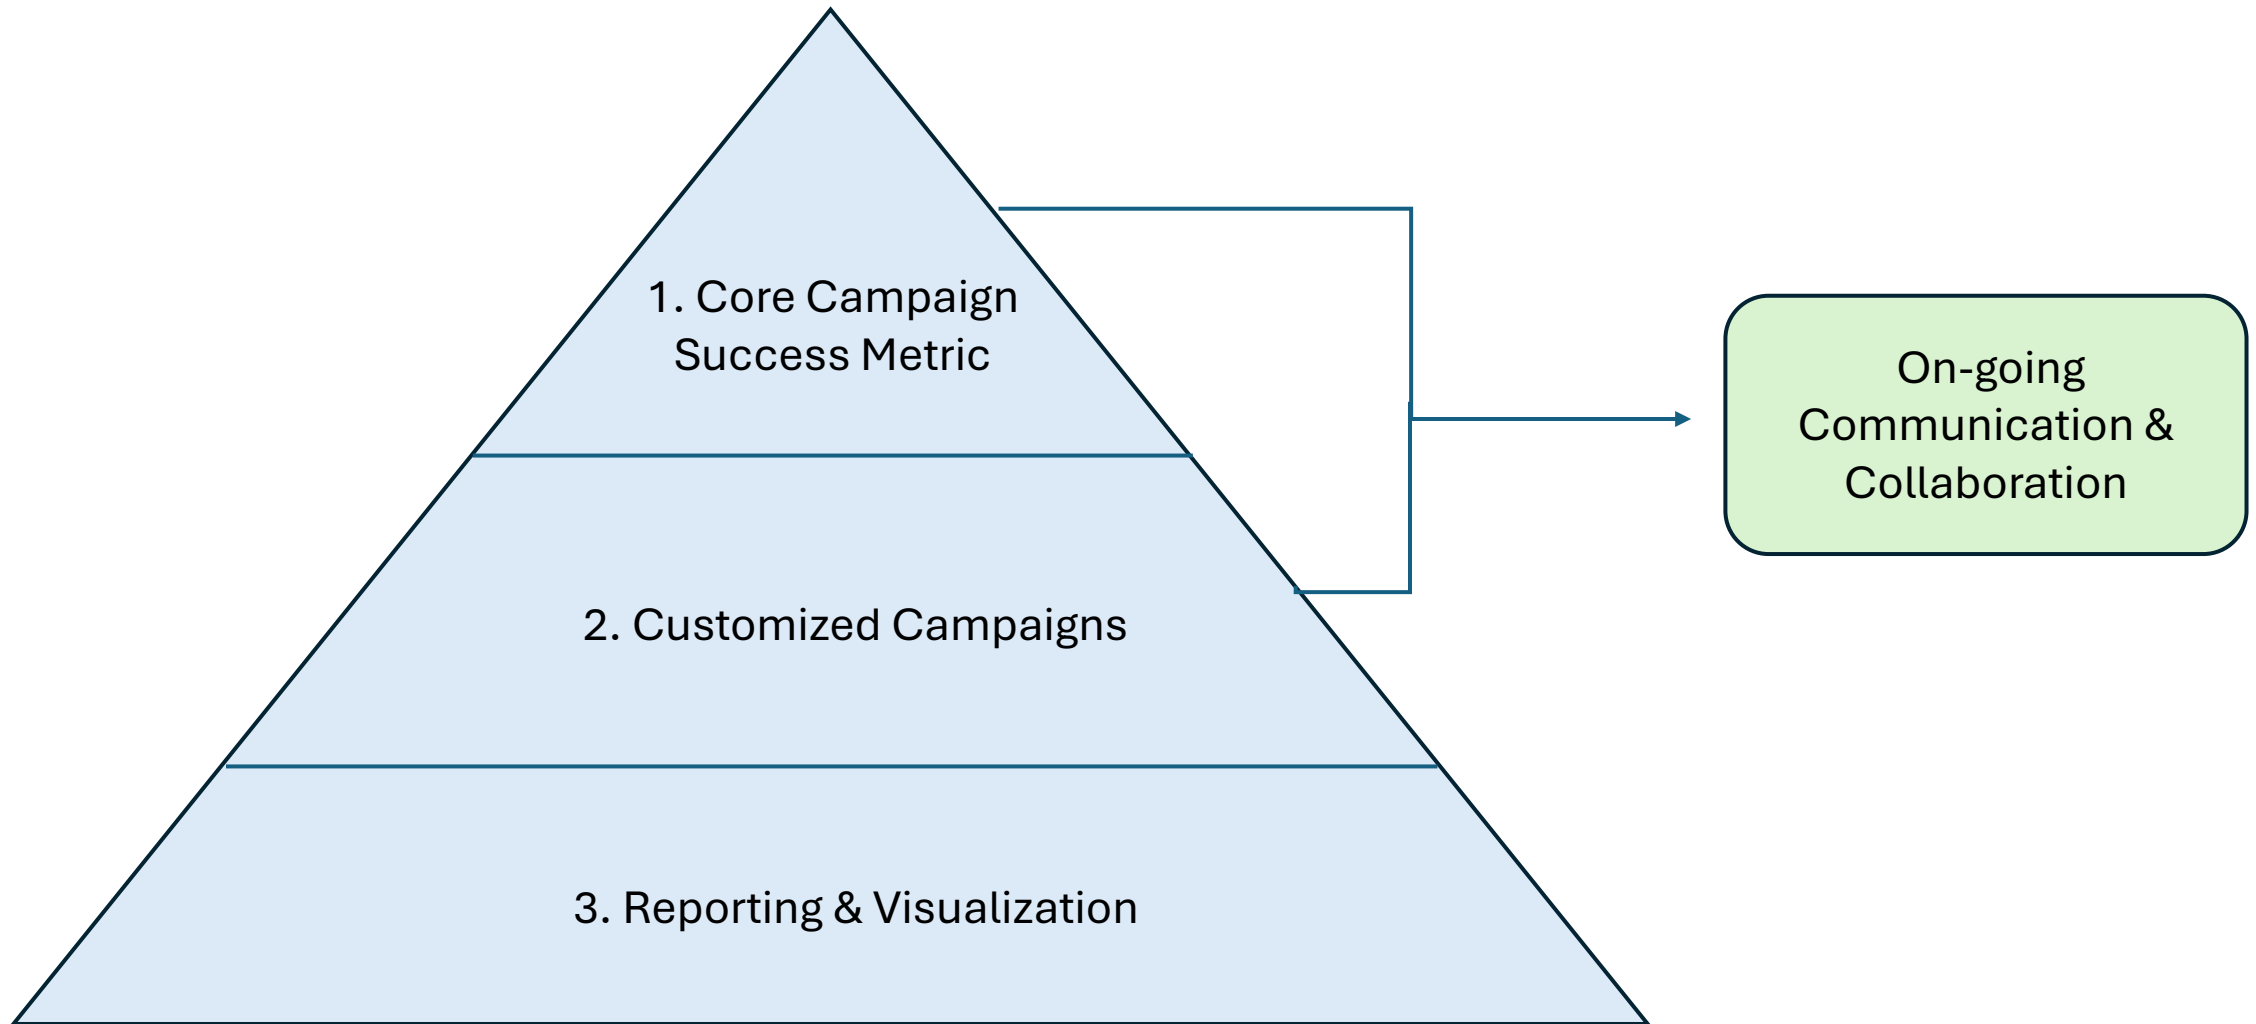 1. Core Campaign
Success Metric
On-going
Communication &
Collaboration
2. Customized Campaigns
3. Reporting & Visualization